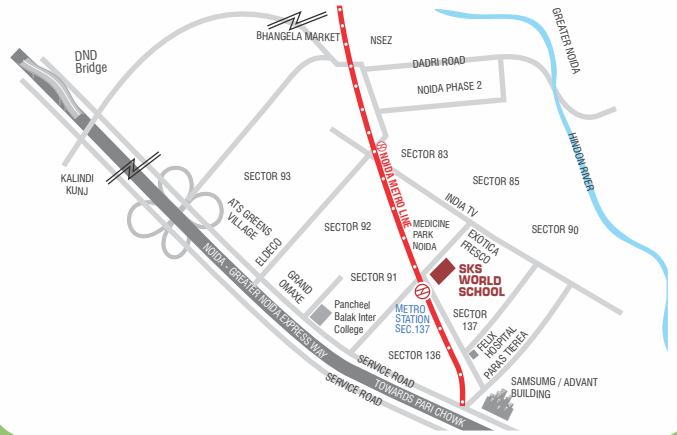 BHANGELA MARKET
NSEZ
GREATER NOIDA
DND
Bridge
DADRI ROAD
NOIDA PHASE 2
HINDON RIVER
NOIDA METRO LINE
SECTOR 83
KALINDI
KUNJ
SECTOR 93
SECTOR 85
INDIA TV
ATS GREENS
VILLAGE
ELDECO
SECTOR 92
MEDICINE
PARK
NOIDA
EXOTICA
FRESCO
SECTOR 90
NOIDA - GREATER NOIDA EXPRESS WAY
GRAND
OMAXE
SECTOR 91
SKS
WORLD
SCHOOL
Pancheel
Balak Inter
College
METRO
STATION
SEC.137
SECTOR
137
FELIX
HOSPITAL
PARAS TIEREA
SECTOR 136
SERVICE ROAD
SERVICE ROAD
TOWARDS PARI CHOWK
SAMSUMG / ADVANT
BUILDING